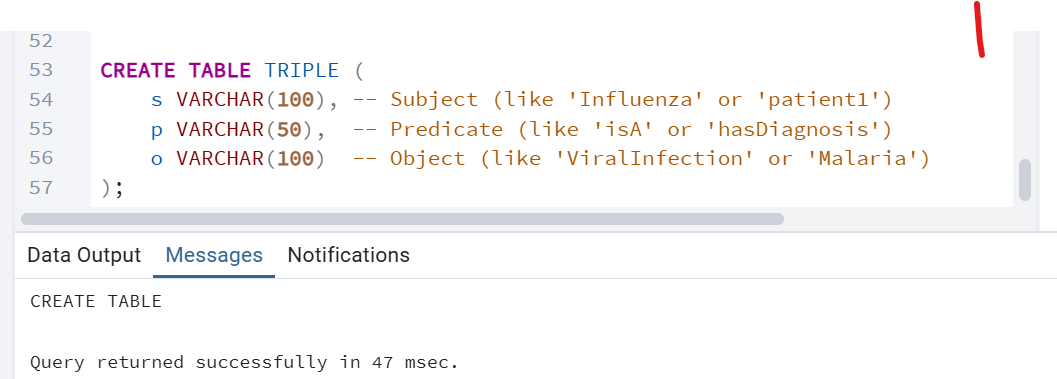 52
53 CREATE TABLE TRIPLE (
54 s VARCHAR(100), -- Subject (like 'Influenza' or 'patient1')
55 p VARCHAR(50), -- Predicate (like 'isA' or 'hasDiagnosis')
56 o VARCHAR(100) -- Object (like 'ViralInfection' or 'Malaria')
57 );
Data Output Messages Notifications
CREATE TABLE
Query returned successfully in 47 msec.